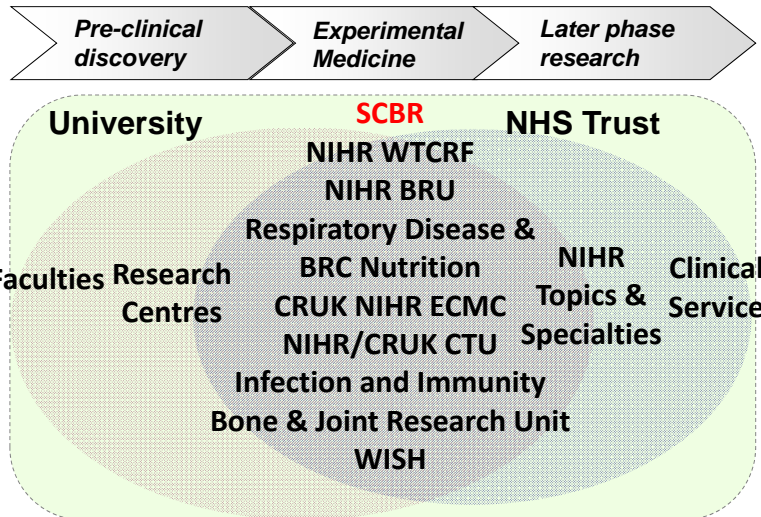 Pre-clinical
discovery
Experimental
Medicine
Later phase
research
SCBR
University
NHS Trust
NIHR WTCRF
NIHR BRU
Respiratory Disease &
BRC Nutrition
CRUK NIHR ECMC
NIHR/CRUK CTU
Infection and Immunity
Bone & Joint Research Unit
WISH
Faculties
Research
Centres
NIHR
Topics &
Specialties
Clinical
Service